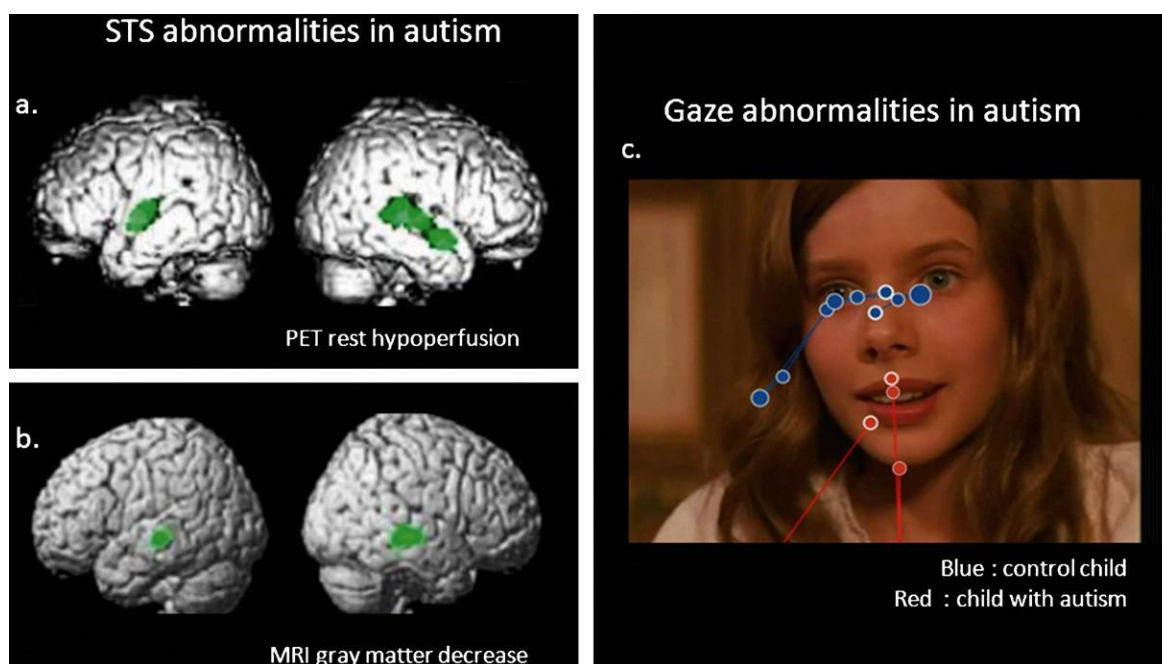 STS abnormalities in autism
a.
PET rest hypoperfusion
b.
MRI gray matter decrease
Gaze abnormalities in autism
c.
Blue : control child
Red : child with autism